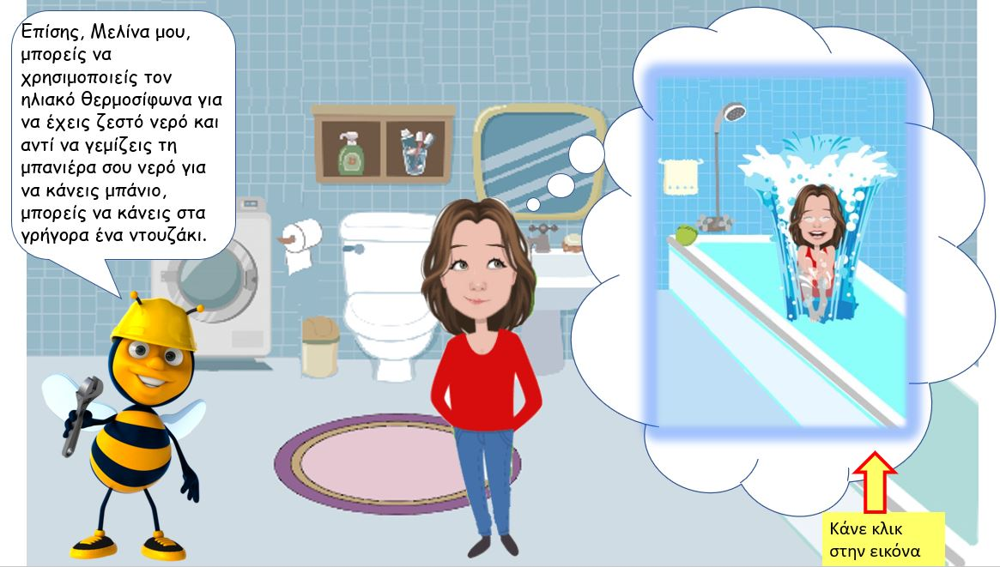 Επίσης, Μελίνα μου,
μπορείς να
χρησιμοποιείς τον
ηλιακό θερμοσίφωνα για
να έχεις ζεστό νερό και
αντί να γεμίζεις τη
μπανιέρα σου νερό για
να κάνεις μπάνιο,
μπορείς να κάνεις στα
γρήγορα ένα ντουζάκι.
Κάνε κλικ
στην εικόνα